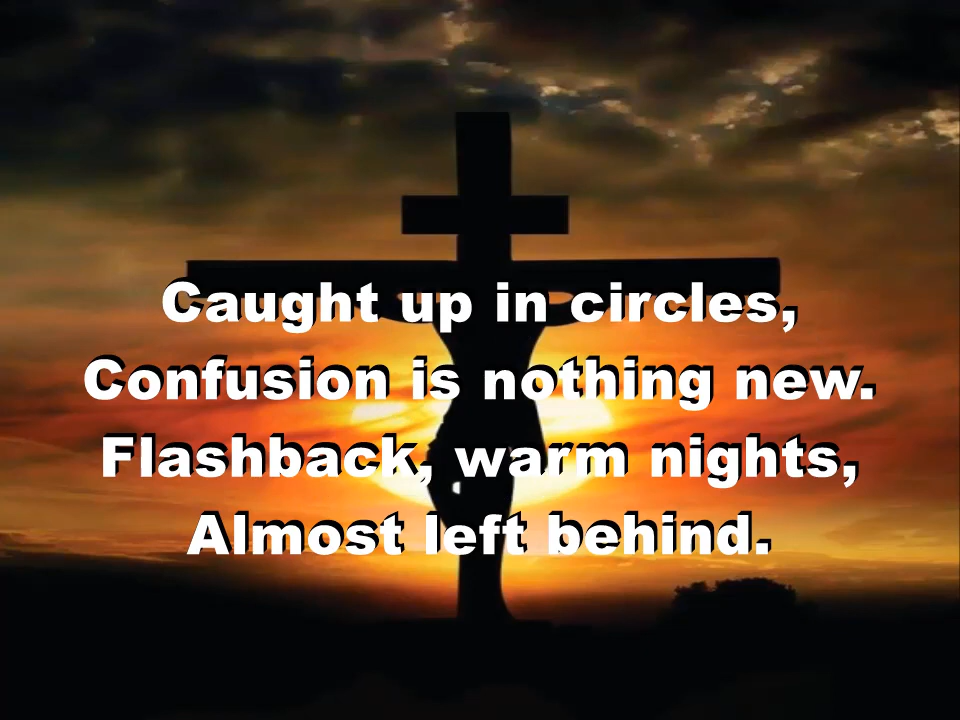 Caught up in circles,
Confusion is nothing new.
Flashback, warm nights,
Almost left behind.